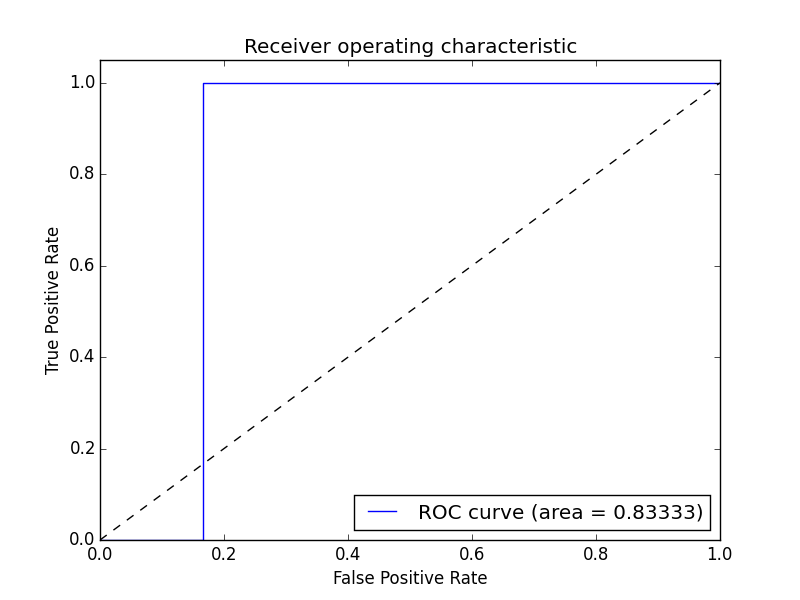 Receiver operating characteristic
1.0
0.8
0.6
0.4
0.2
0.0
True Positive Rate
ROC curve (area = 0.83333)
0.0 0.2 0.4 0.6 0.8 1.0
False Positive Rate